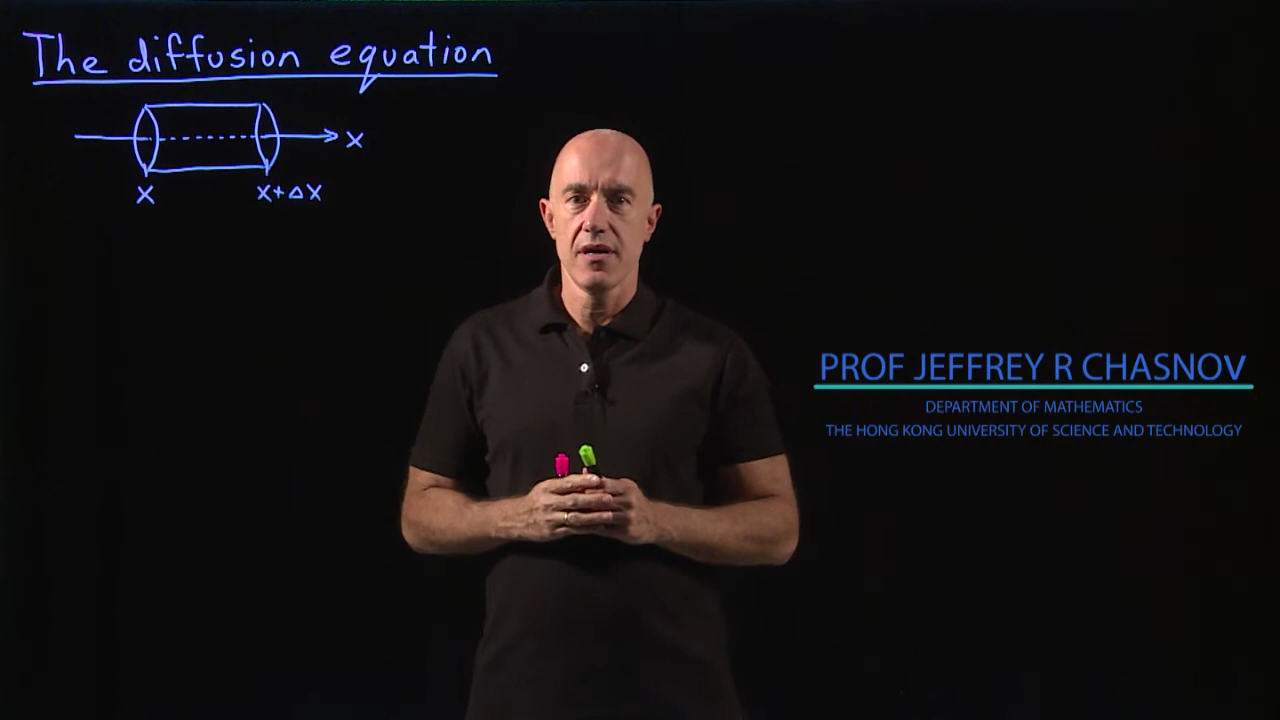 The diffusion equation
x
x x+Δx
PROF JEFFREY R CHASNOV
DEPARTMENT OF MATHEMATICS
THE HONG KONG UNIVERSITY OF SCIENCE AND TECHNOLOGY